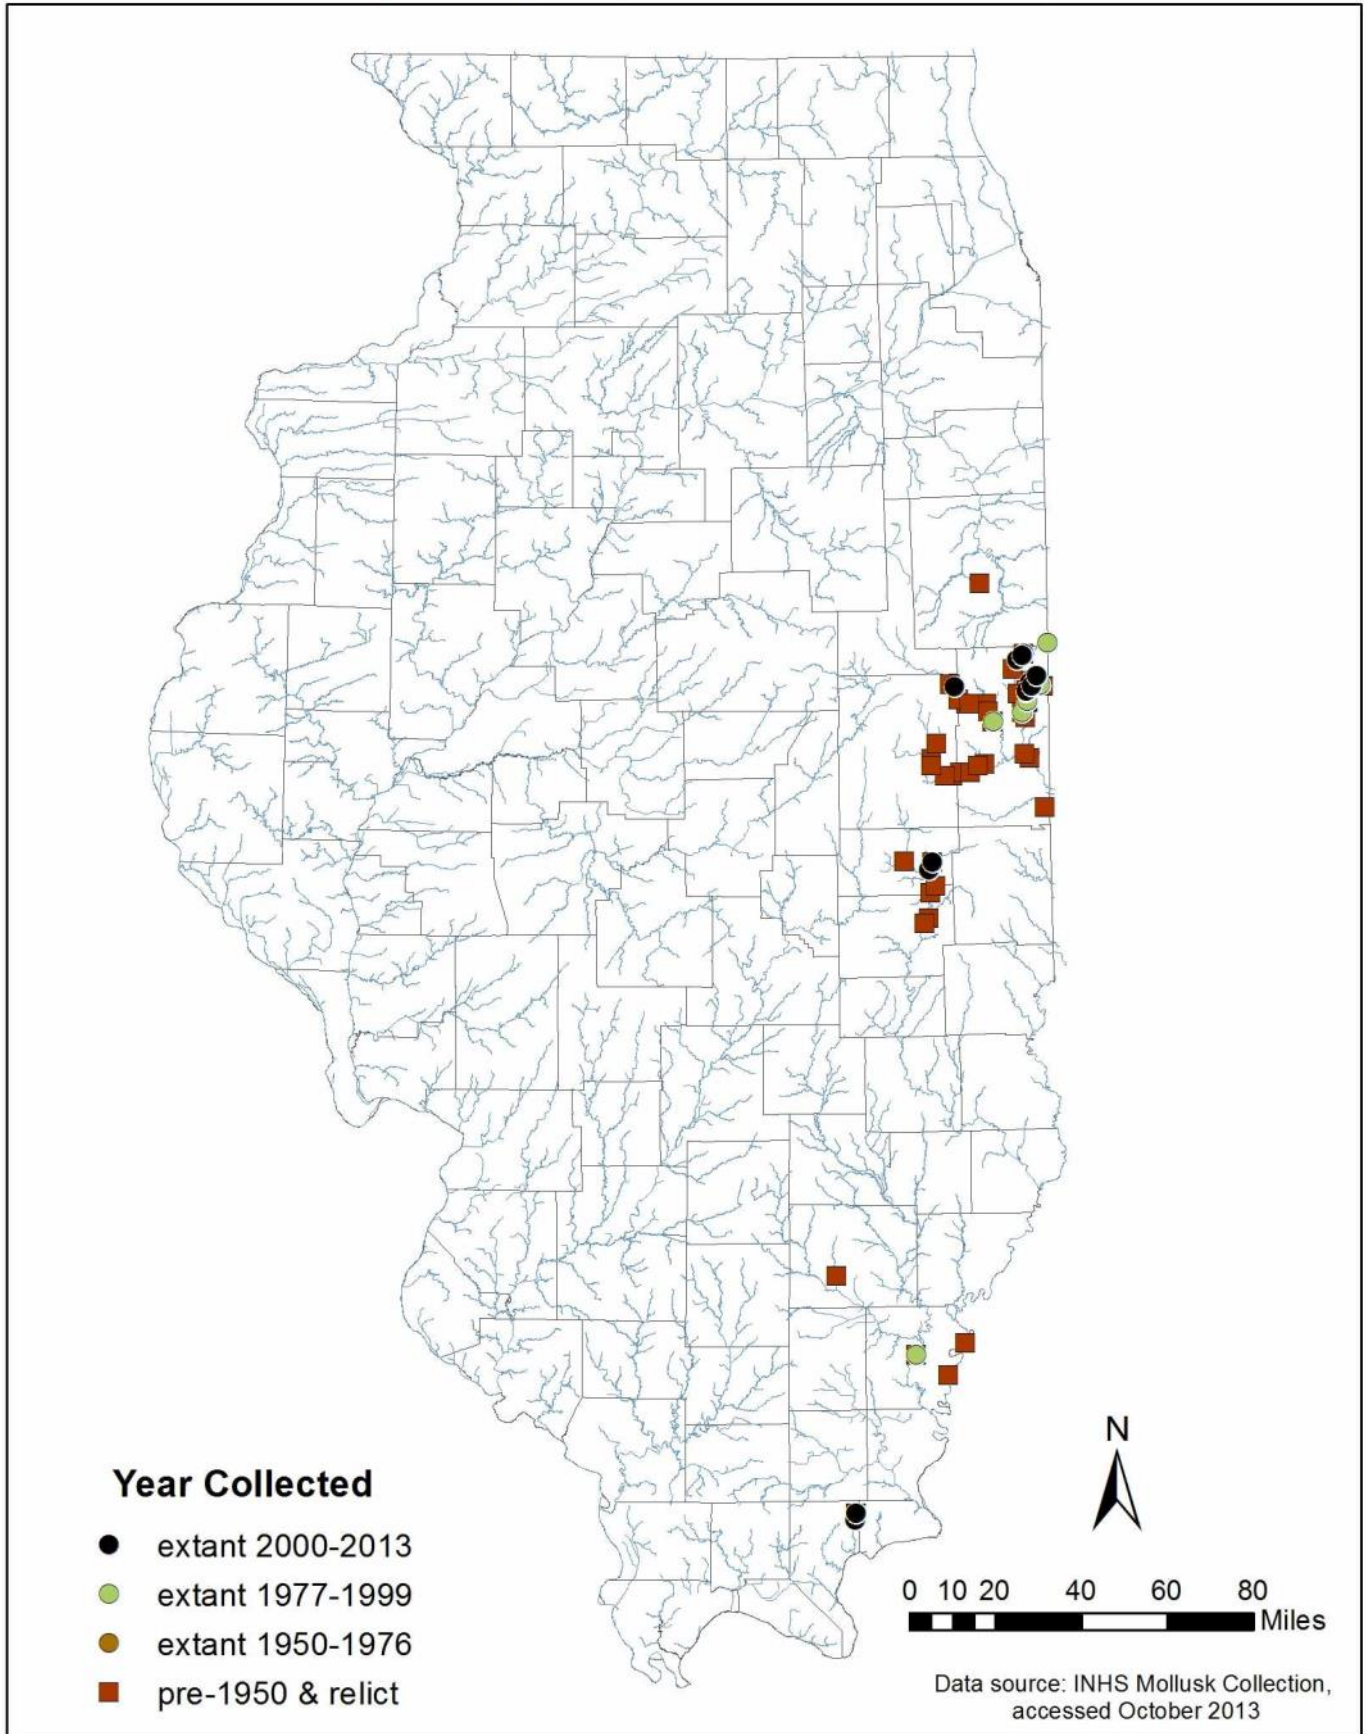 N
Year Collected
extant 2000-2013
extant 1977-1999
extant 1950-1976
pre-1950 & relict
0 10 20 40 60 80
Miles
Data source: INHS Mollusk Collection,
accessed October 2013